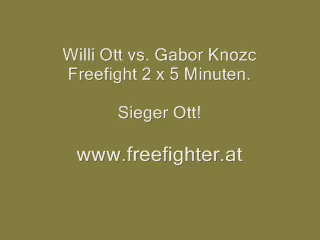 Willi Ott vs. Gabor Knozc
Freefight 2 x 5 Minuten.
Sieger Ott!
www.freefighter.at